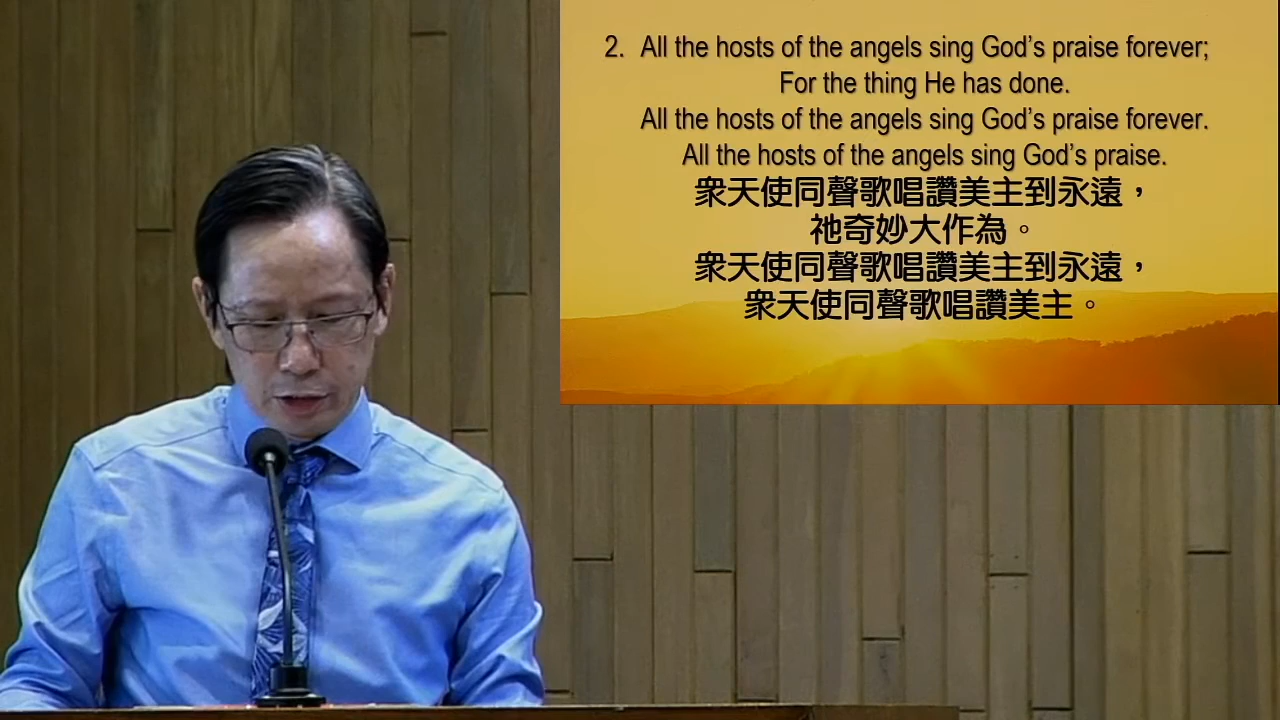 2. All the hosts of the angels sing God's praise forever;
For the thing He has done.
All the hosts of the angels sing God's praise forever.
All the hosts of the angels sing God's praise.
衆天使同聲歌唱讚美主到永遠，
祂奇妙大作為。
衆天使同聲歌唱讚美主到永遠，
衆天使同聲歌唱讚美主。